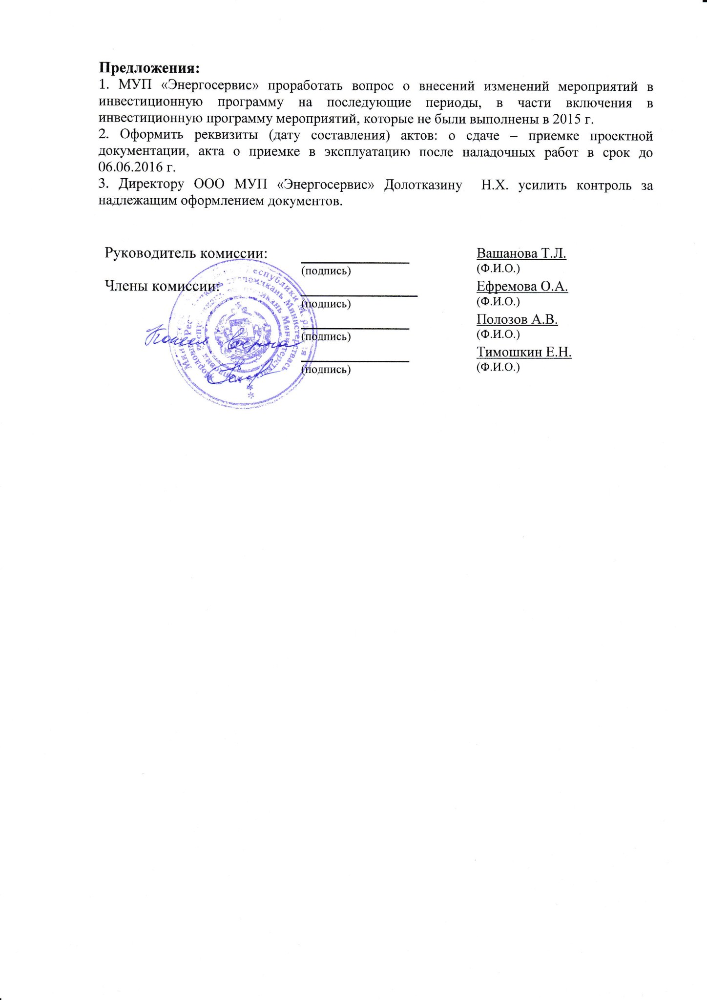 Предложения:
1. МУП «Энергосервис» проработать вопрос о внесений изменений мероприятий в
инвестиционную программу на последующие периоды, в части включения в
инвестиционную программу мероприятий, которые не были выполнены в 2015 г.
2. Оформить реквизиты (дату составления) актов: о сдаче – приемке проектной
документации, акта о приемке в эксплуатацию после наладочных работ в срок до
06.06.2016 г.
3. Директору ООО МУП «Энергосервис» Долотказину Н.Х. усилить контроль за
надлежащим оформлением документов.
Руководитель комиссии: Вашанова Т.Л.
(подпись) (Ф.И.О.)
Члены комиссии: Ефремова О.А.
(подпись) (Ф.И.О.)
Полозов А.В.
(подпись) (Ф.И.О.)
Тимошкин Е.Н.
(подпись) (Ф.И.О.)
Копия верна